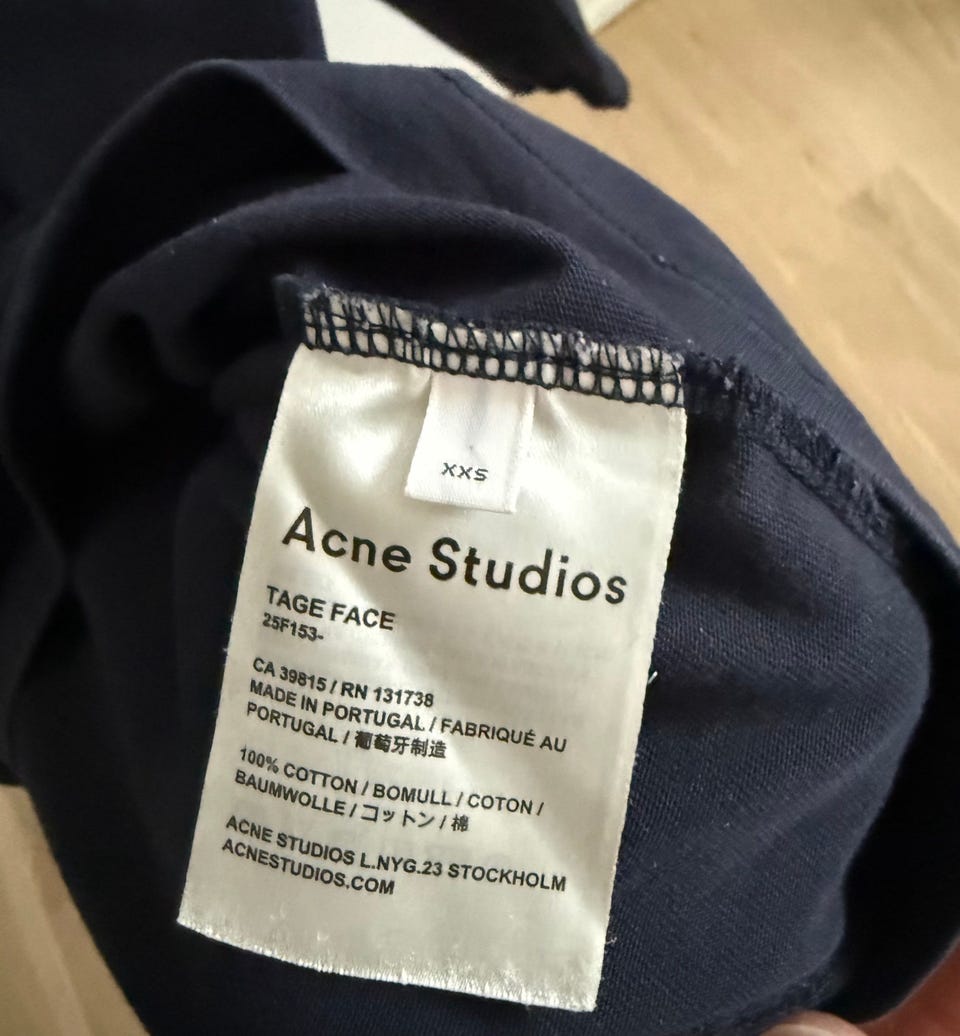 XXS
Acne Studios
TAGE FACE
25F153-
CA 39815 / RN 131738
MADE IN PORTUGAL / FABRIQUÉ AU
PORTUGAL / 葡萄牙制造
100% COTTON / BOMULL / COTON /
BAUMWOLLE / コットン / 棉
ACNE STUDIOS L.NYG.23 STOCKHOLM
ACNESTUDIOS.COM